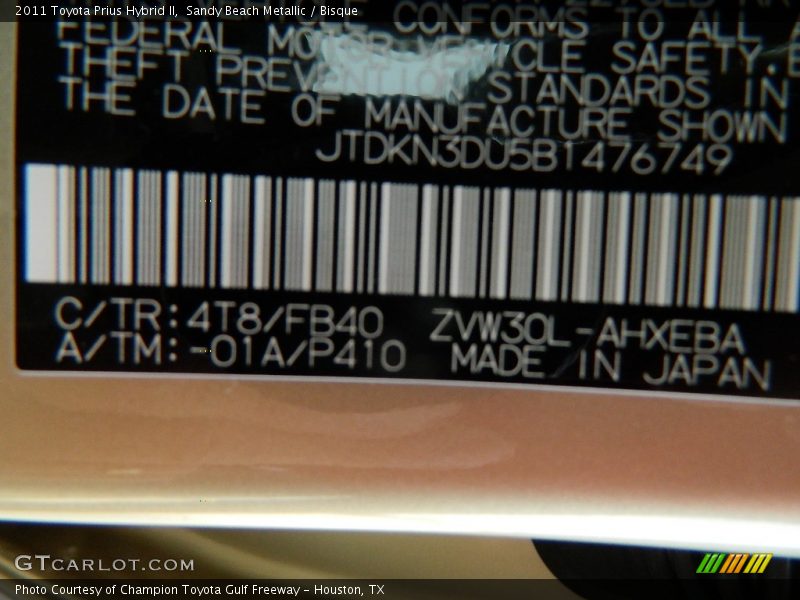 2011 Toyota Prius Hybrid II, Sandy Beach Metallic / Bisque
CONFORMS TO ALL
FEDERAL MOTOR VEHICLE SAFETY,
THEFT PREVENTION STANDARDS IN
THE DATE OF MANUFACTURE SHOWN
JTDKN3DU5B1476749
C/TR:4T8/FB40 ZVW30L-AHXEBA
A/TM:-01A/P410 MADE IN JAPAN
GTCARLOT.COM
Photo Courtesy of Champion Toyota Gulf Freeway - Houston, TX